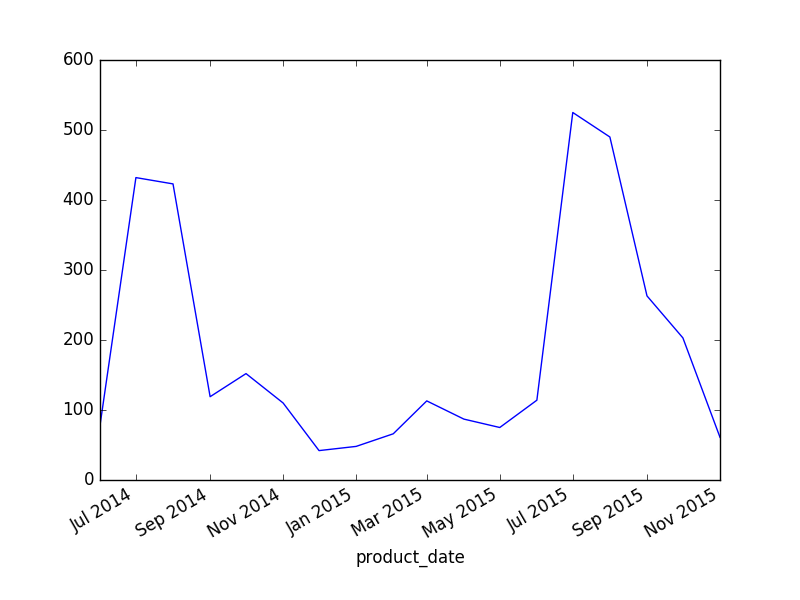 600
500
400
300
200
100
0
Jul 2014
Sep 2014
Nov 2014
Jan 2015
Mar 2015
May 2015
Jul 2015
Sep 2015
Nov 2015
product_date